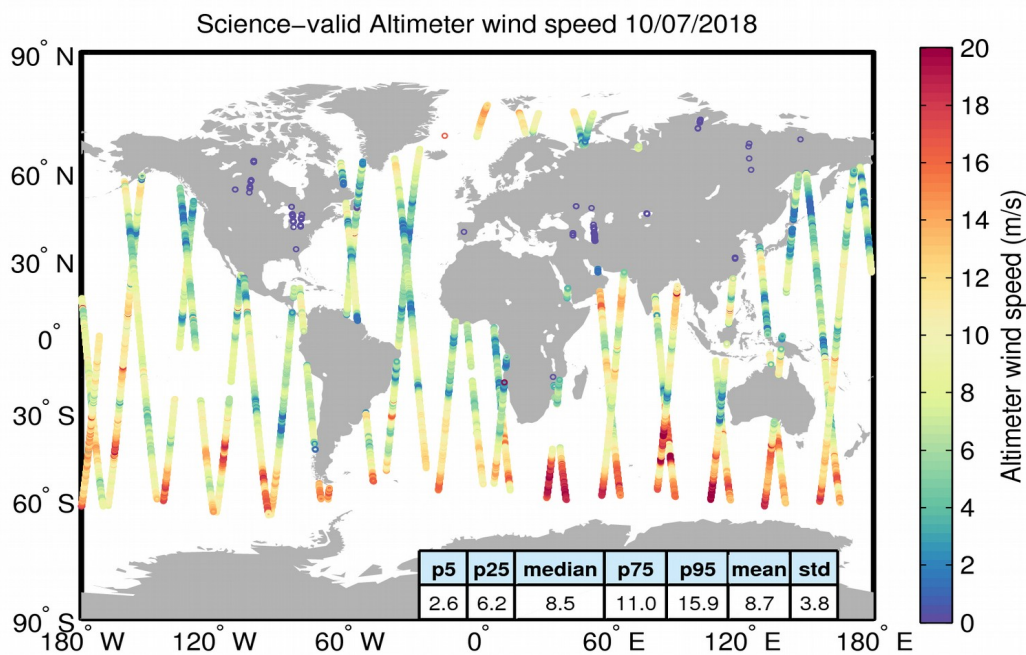 Science−valid Altimeter wind speed 10/07/2018
90° N
60° N
30° N
0°
30° S
60° S
90° S
180° W
120° W
60° W
0°
60° E
120° E
180° E
p5 p25 median p75 p95 mean std
2.6 6.2 8.5 11.0 15.9 8.7 3.8
20
18
16
14
12
10
8
6
4
2
0
Altimeter wind speed (m/s)